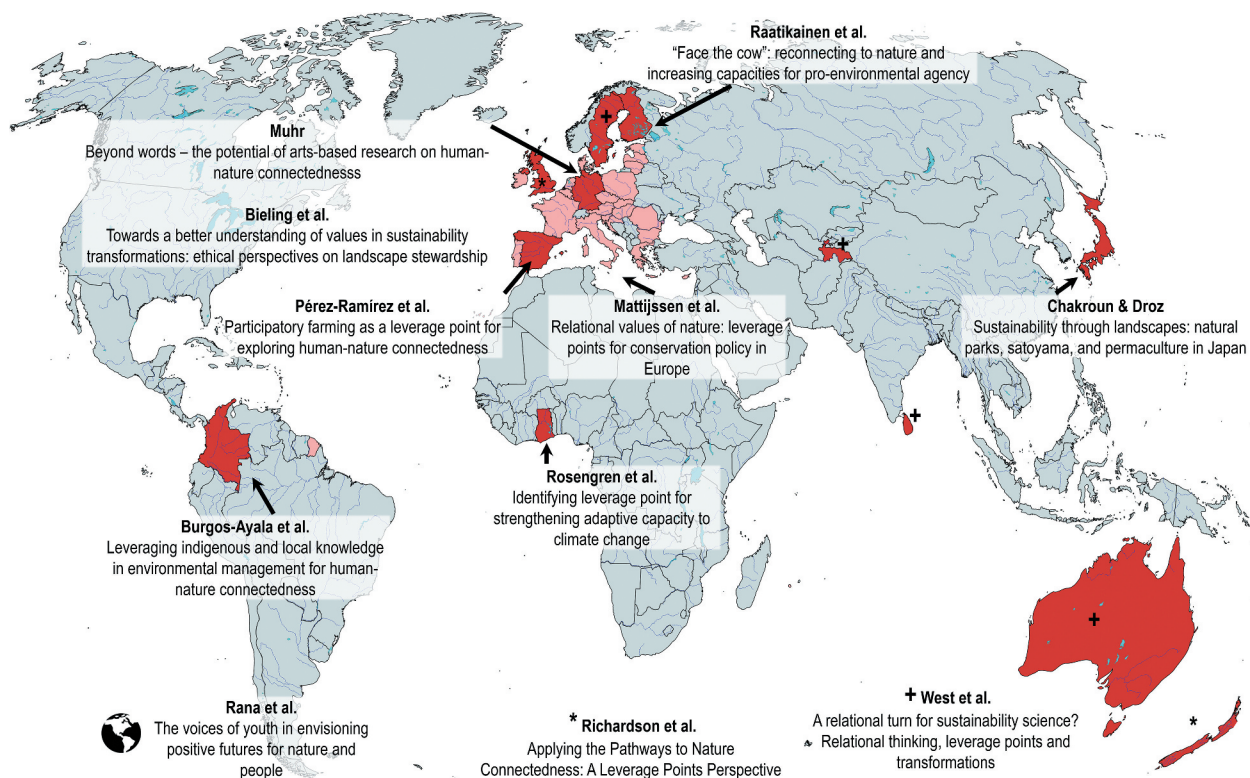 Raatikainen et al.
“Face the cow”: reconnecting to nature and
increasing capacities for pro-environmental agency
Muhr
Beyond words – the potential of arts-based research on human-
nature connectednesss
Bieling et al.
Towards a better understanding of values in sustainability
transformations: ethical perspectives on landscape stewardship
Pérez-Ramírez et al.
Participatory farming as a leverage point for
exploring human-nature connectedness
Mattijssen et al.
Relational values of nature: leverage
points for conservation policy in
Europe
Chakroun & Droz
Sustainability through landscapes: natural
parks, satoyama, and permaculture in Japan
Rosengren et al.
Identifying leverage point for
strengthening adaptive capacity to
climate change
Burgos-Ayala et al.
Leveraging indigenous and local knowledge
in environmental management for human-
nature connectedness
Rana et al.
The voices of youth in envisioning
positive futures for nature and
people
* Richardson et al.
Applying the Pathways to Nature
Connectedness: A Leverage Points Perspective
+ West et al.
A relational turn for sustainability science?
Relational thinking, leverage points and
transformations